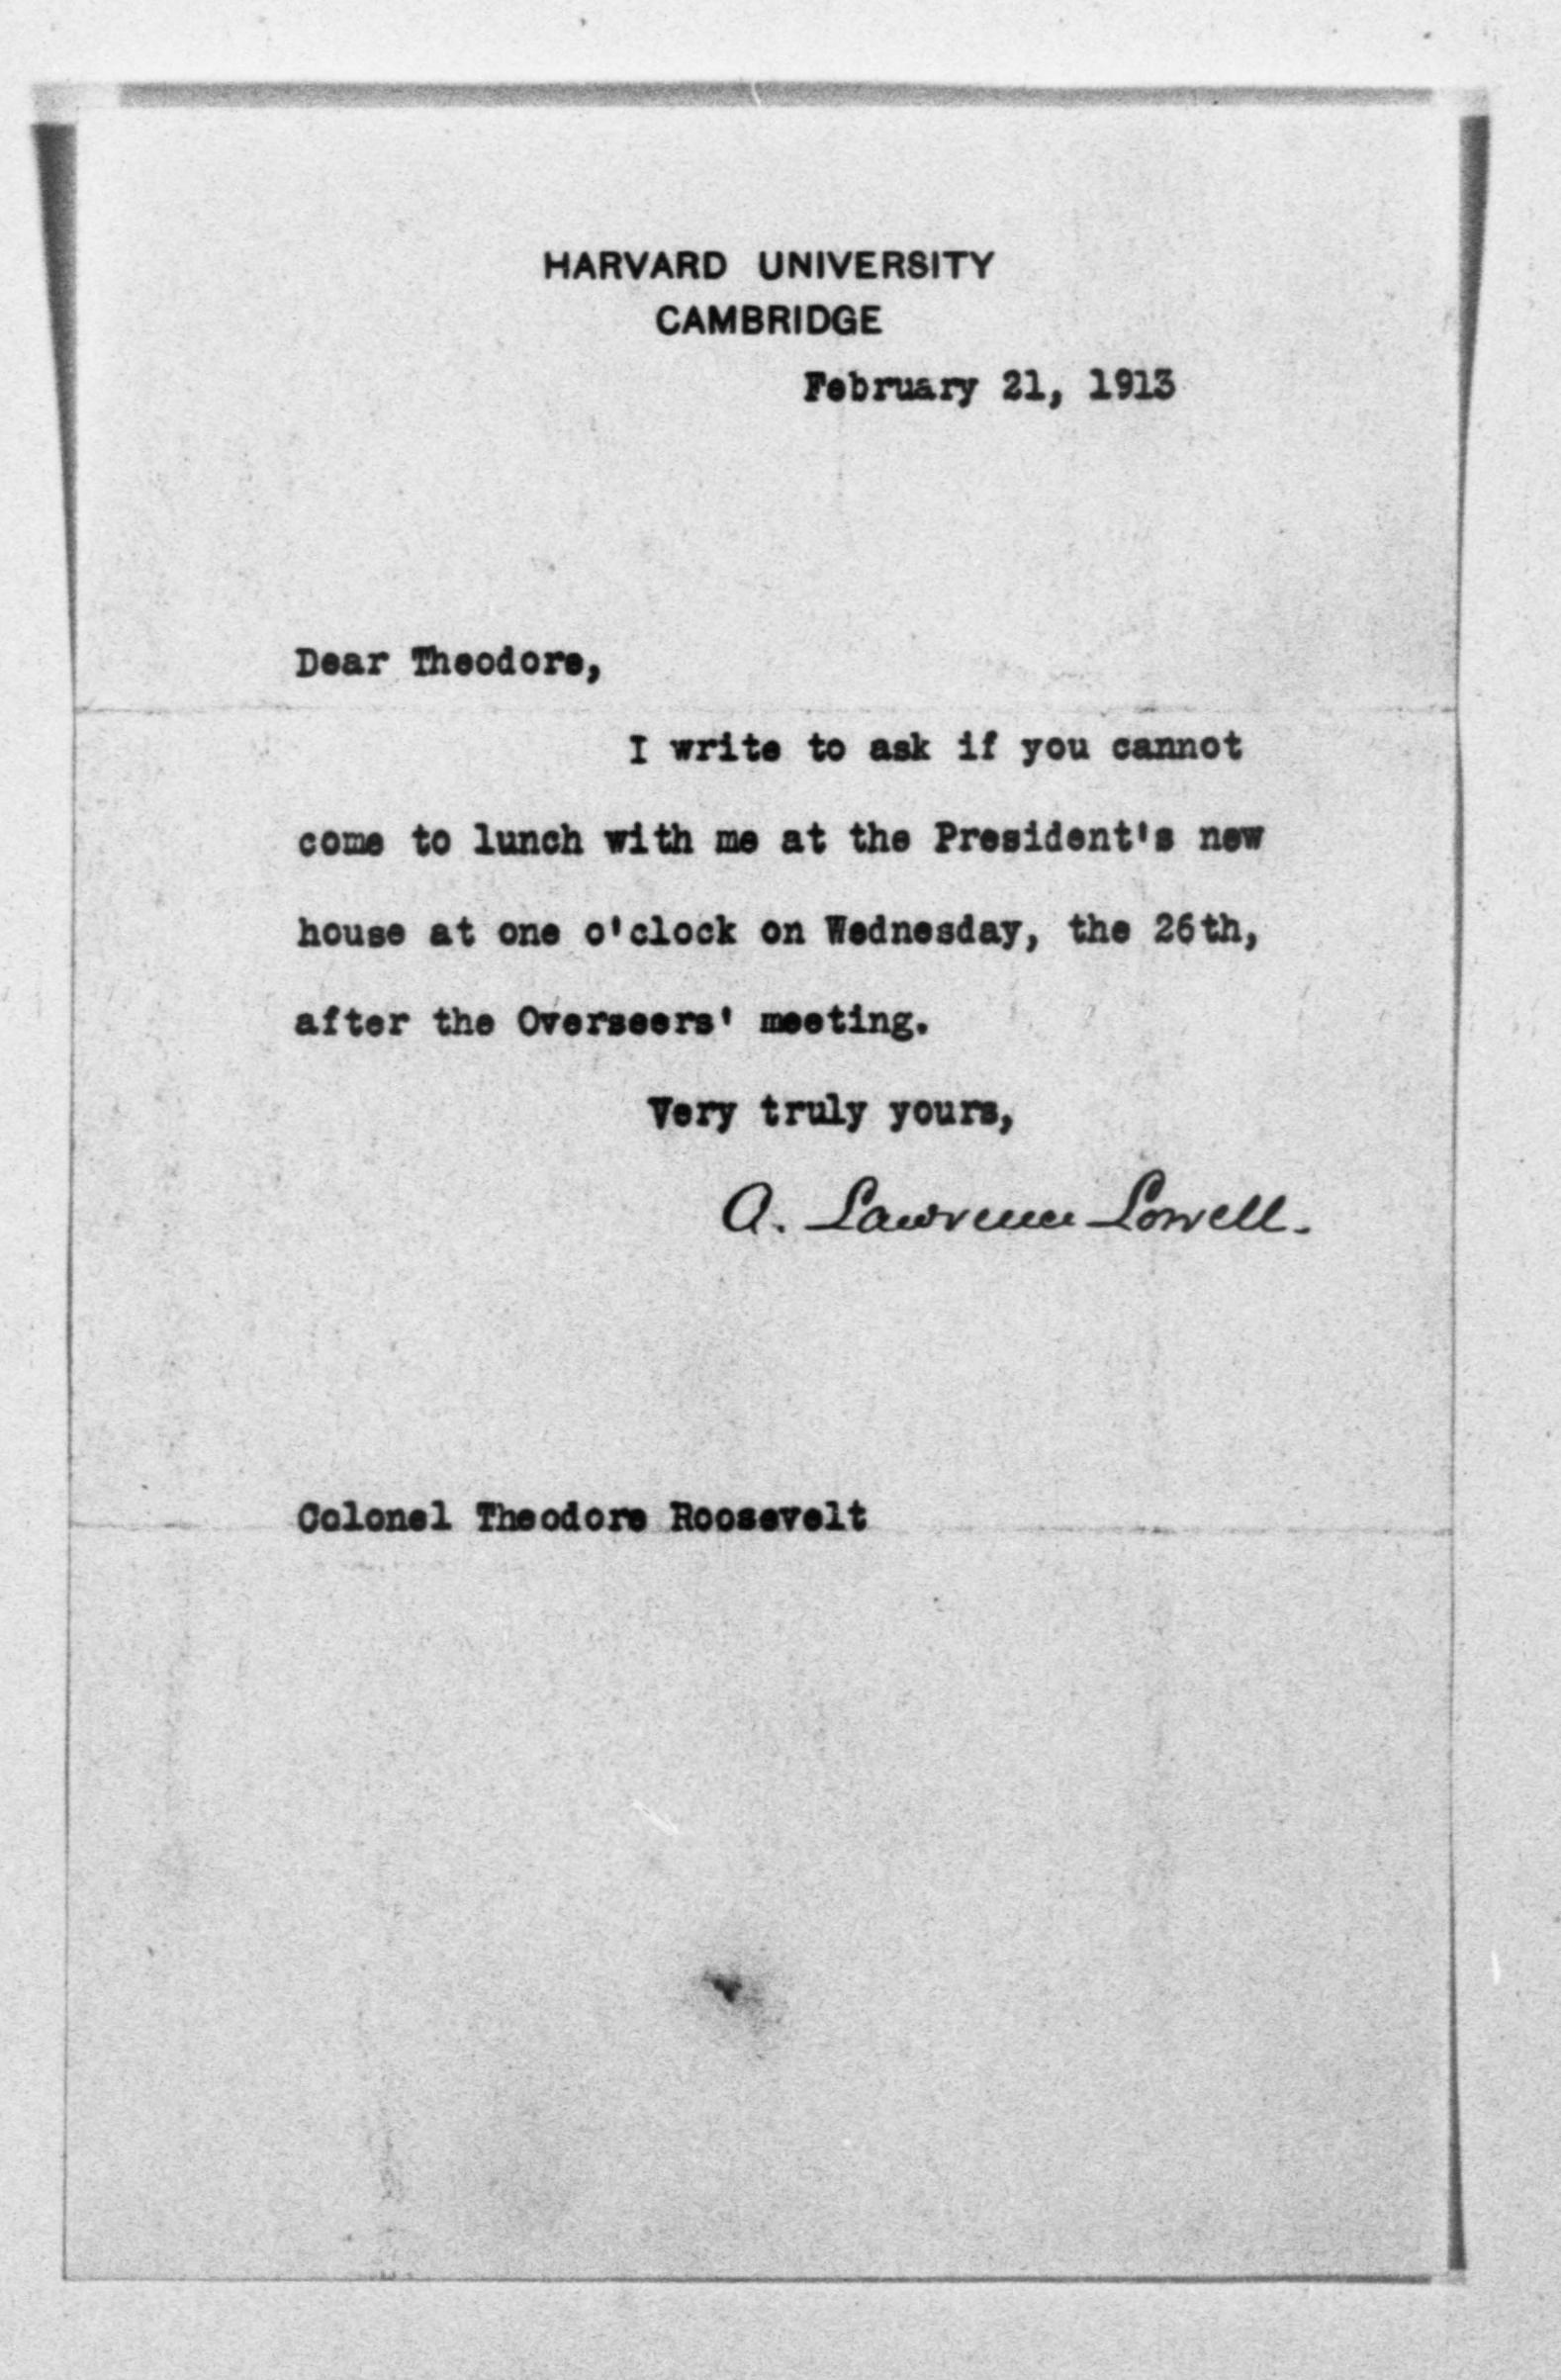 HARVARD UNIVERSITY
CAMBRIDGE
February 21, 1913
Dear Theodore,
I write to ask if you cannot
come to lunch with me at the President's new
house at one o'clock on Wednesday, the 26th,
after the Overseers' meeting.
Very truly yours,
A. Lawrence Lowell.
Colonel Theodore Roosevelt